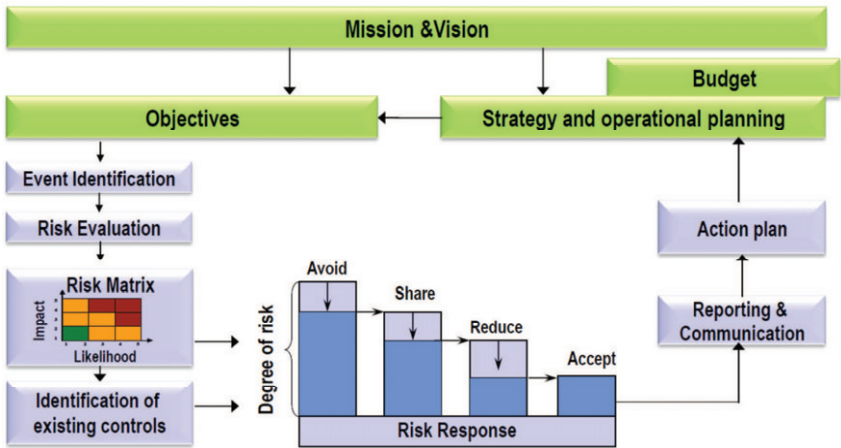 Mission &Vision
Budget
Objectives
Strategy and operational planning
Event Identification
Risk Evaluation
Action plan
Risk Matrix
Impact
Likelihood
Identification of
existing controls
Degree of risk
Avoid
Share
Reduce
Accept
Risk Response
Reporting &
Communication